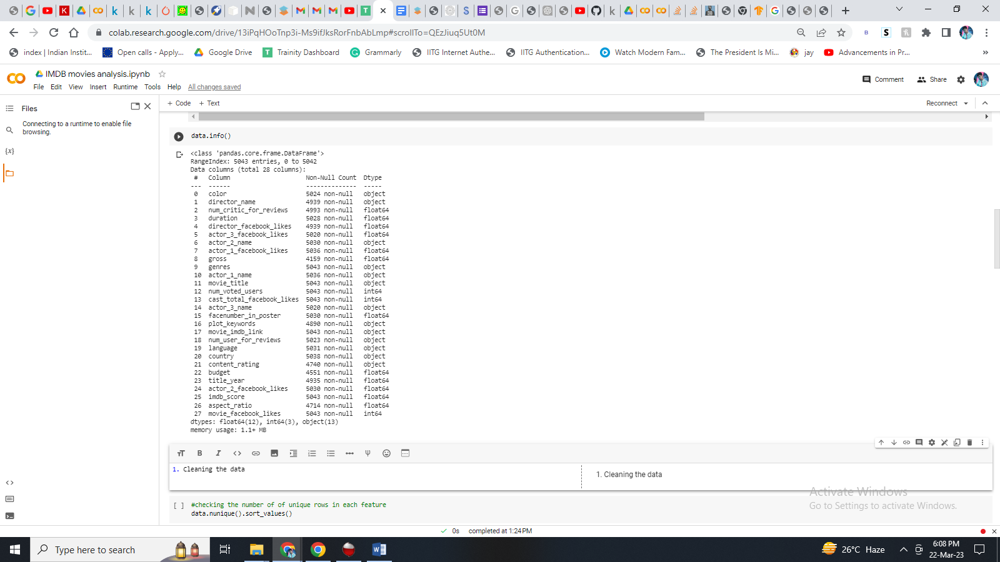 colab.research.google.com/drive/13iPqHOoTnp3i-Ms9ifJksRorFnbAbLmp#scrollTo=QEzJiuq5Ut0M
index | Indian Instit... Open calls - Apply... Google Drive Trainity Dashboard Grammarly IITG Internet Authe... IITG Authentication... Watch Modern Fam... The President Is Mi... jay Advancements in Pr... »
IMDB movies analysis.ipynb
File Edit View Insert Runtime Tools Help All changes saved
Comment Share
Files
+ Code + Text
Reconnect
Connecting to a runtime to enable file
browsing.
{x}
data.info()
<class 'pandas.core.frame.DataFrame'>
RangeIndex: 5043 entries, 0 to 5042
Data columns (total 28 columns):
# Column Non-Null Count Dtype
--- ------ -------------- -----
0 color 5024 non-null object
1 director_name 4939 non-null object
2 num_critic_for_reviews 4993 non-null float64
3 duration 5028 non-null float64
4 director_facebook_likes 4939 non-null float64
5 actor_3_facebook_likes 5020 non-null float64
6 actor_2_name 5030 non-null object
7 actor_1_facebook_likes 5036 non-null float64
8 gross 4159 non-null float64
9 genres 5043 non-null object
10 actor_1_name 5036 non-null object
11 movie_title 5043 non-null object
12 num_voted_users 5043 non-null int64
13 cast_total_facebook_likes 5043 non-null int64
14 actor_3_name 5020 non-null object
15 facenumber_in_poster 5030 non-null float64
16 plot_keywords 4890 non-null object
17 movie_imdb_link 5043 non-null object
18 num_user_for_reviews 5023 non-null object
19 language 5031 non-null object
20 country 5038 non-null object
21 content_rating 4740 non-null object
22 budget 4551 non-null float64
23 title_year 4935 non-null float64
24 actor_2_facebook_likes 5030 non-null float64
25 imdb_score 5043 non-null float64
26 aspect_ratio 4714 non-null float64
27 movie_facebook_likes 5043 non-null int64
dtypes: float64(12), int64(3), object(13)
memory usage: 1.1+ MB
1. Cleaning the data
1. Cleaning the data
Activate Windows
Go to Settings to activate Windows.
[ ] #checking the number of of unique rows in each feature
data.nunique().sort_values()
0s completed at 1:24 PM
Type here to search
26°C Haze
6:08 PM
22-Mar-23